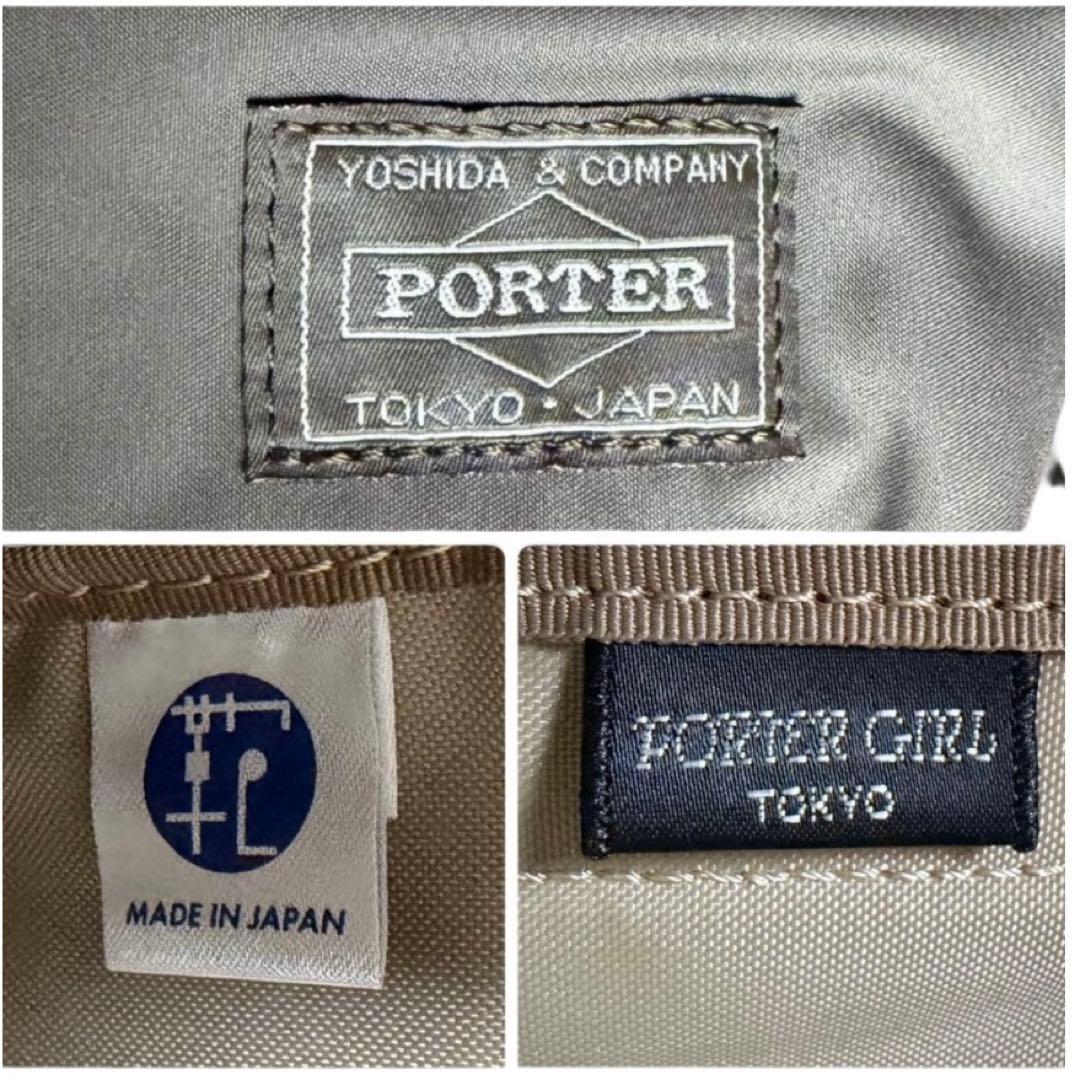 YOSHIDA & COMPANY
PORTER
TOKYO · JAPAN
MADE IN JAPAN
PORTER GIRL
TOKYO